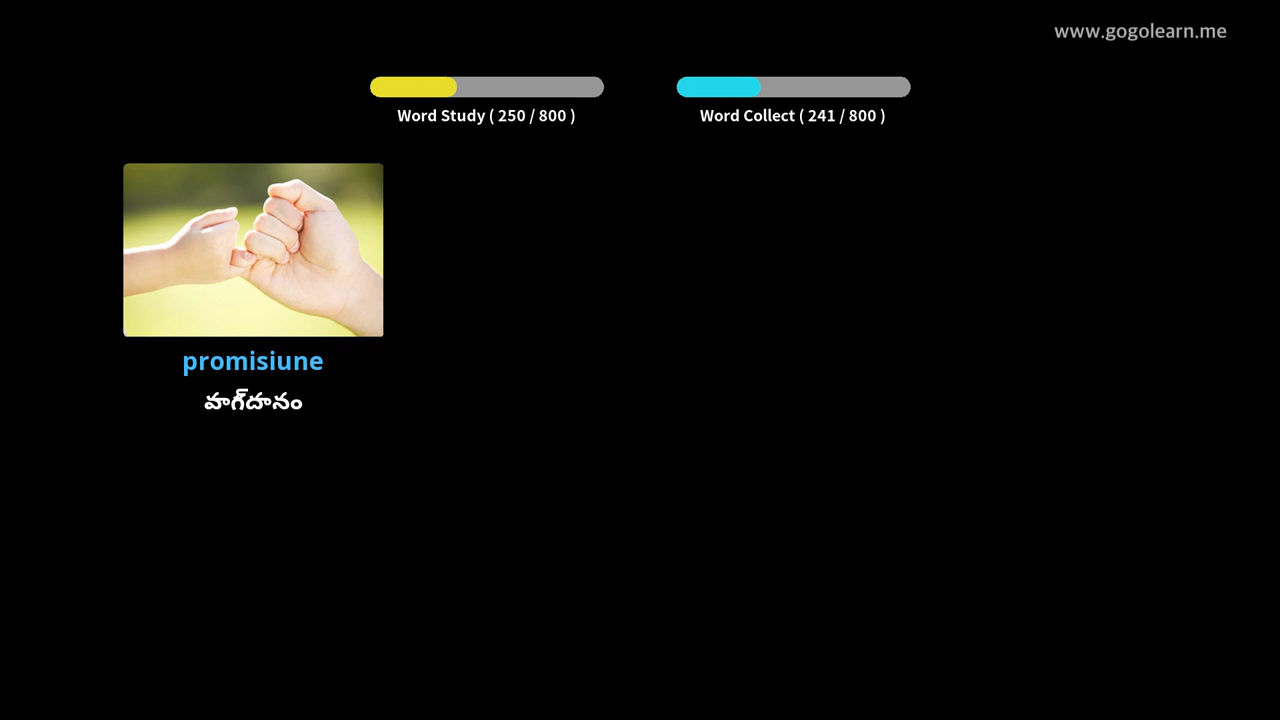 www.gogolearn.me
Word Study ( 250 / 800 )
Word Collect ( 241 / 800 )
promisiune
వాగ్‌దానం